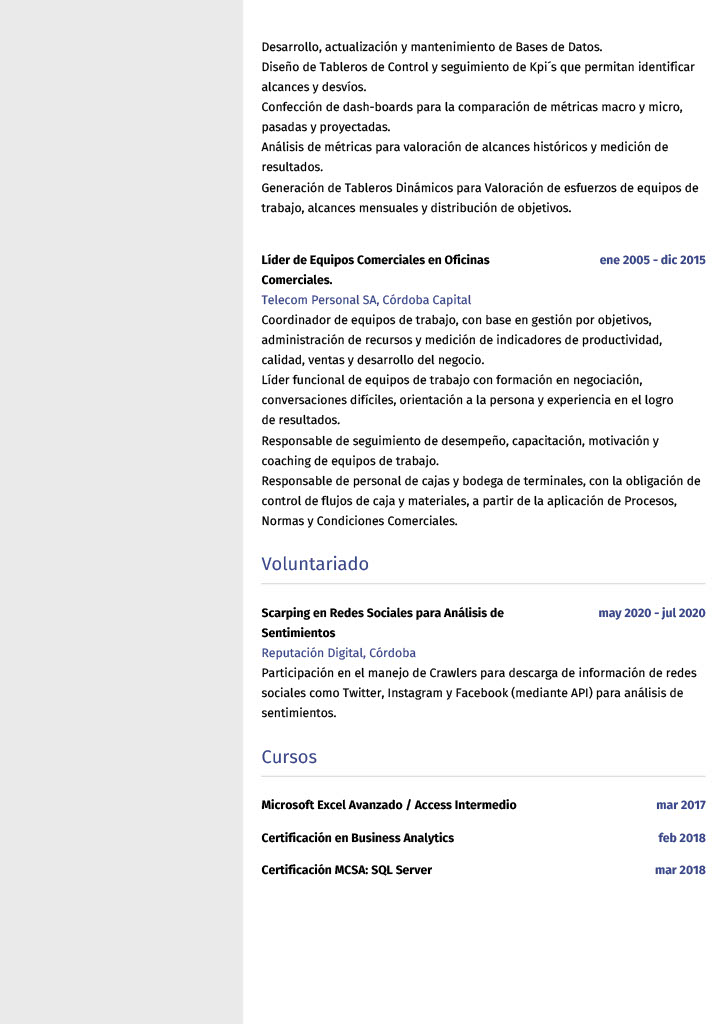 Desarrollo, actualización y mantenimiento de Bases de Datos.
Diseño de Tableros de Control y seguimiento de Kpi´s que permitan identificar
alcances y desvíos.
Confección de dash-boards para la comparación de métricas macro y micro,
pasadas y proyectadas.
Análisis de métricas para valoración de alcances históricos y medición de
resultados.
Generación de Tableros Dinámicos para Valoración de esfuerzos de equipos de
trabajo, alcances mensuales y distribución de objetivos.
Líder de Equipos Comerciales en Oficinas ene 2005 - dic 2015
Comerciales.
Telecom Personal SA, Córdoba Capital
Coordinador de equipos de trabajo, con base en gestión por objetivos,
administración de recursos y medición de indicadores de productividad,
calidad, ventas y desarrollo del negocio.
Líder funcional de equipos de trabajo con formación en negociación,
conversaciones difíciles, orientación a la persona y experiencia en el logro
de resultados.
Responsable de seguimiento de desempeño, capacitación, motivación y
coaching de equipos de trabajo.
Responsable de personal de cajas y bodega de terminales, con la obligación de
control de flujos de caja y materiales, a partir de la aplicación de Procesos,
Normas y Condiciones Comerciales.
Voluntariado
Scarping en Redes Sociales para Análisis de may 2020 - jul 2020
Sentimientos
Reputación Digital, Córdoba
Participación en el manejo de Crawlers para descarga de información de redes
sociales como Twitter, Instagram y Facebook (mediante API) para análisis de
sentimientos.
Cursos
Microsoft Excel Avanzado / Access Intermedio mar 2017
Certificación en Business Analytics feb 2018
Certificación MCSA: SQL Server mar 2018